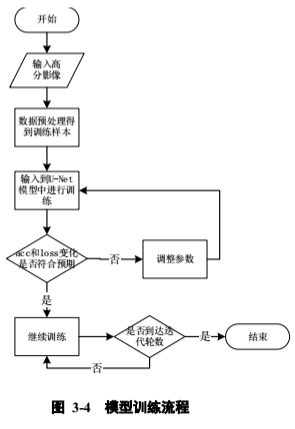 开始
输入高
分影像
数据预处理得
到训练样本
输入到U-Net
模型中进行训
练
acc和loss变化
是否符合预期
否
调整参数
是
继续训练
是否到达迭
代轮数
是
结束
否
图 3-4 模型训练流程